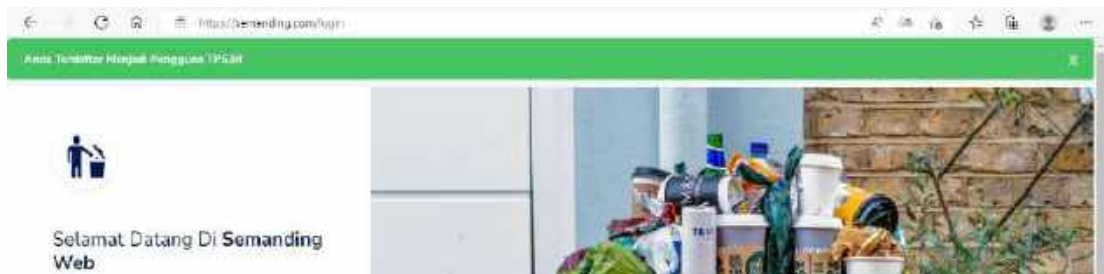 https://semanding.com/login
Anda Terdaftar Menjadi Pengguna TPS3R
X
Selamat Datang Di Semanding
Web